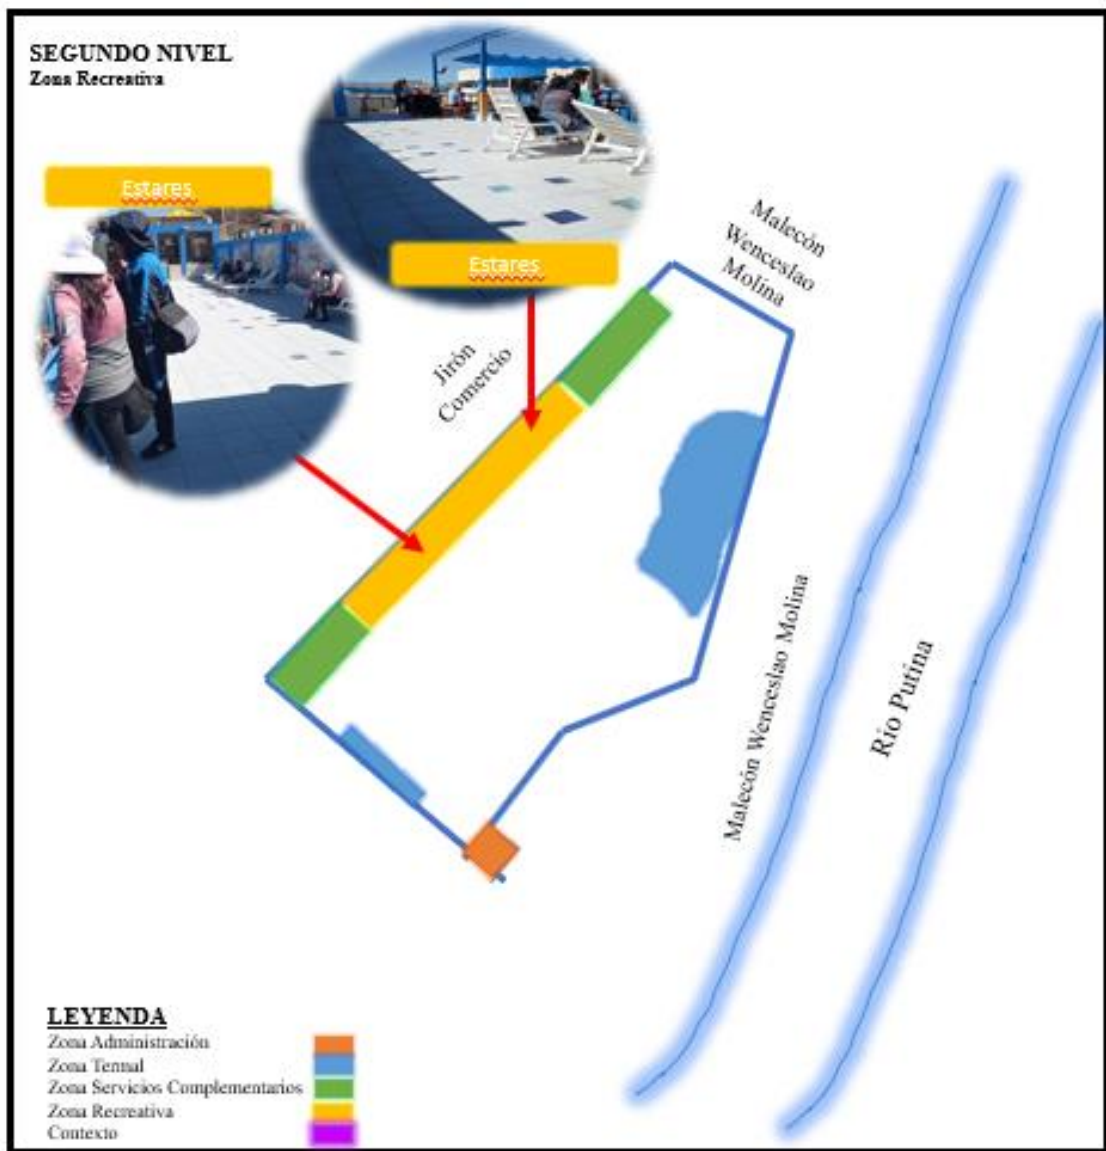 SEGUNDO NIVEL
Zona Recreativa
Estares
Estares
Malecón
Wenceslao
Molina
Jirón
Comercio
Malecón Wenceslao Molina
Río Putina
LEYENDA
Zona Administración
Zona Termal
Zona Servicios Complementarios
Zona Recreativa
Contexto